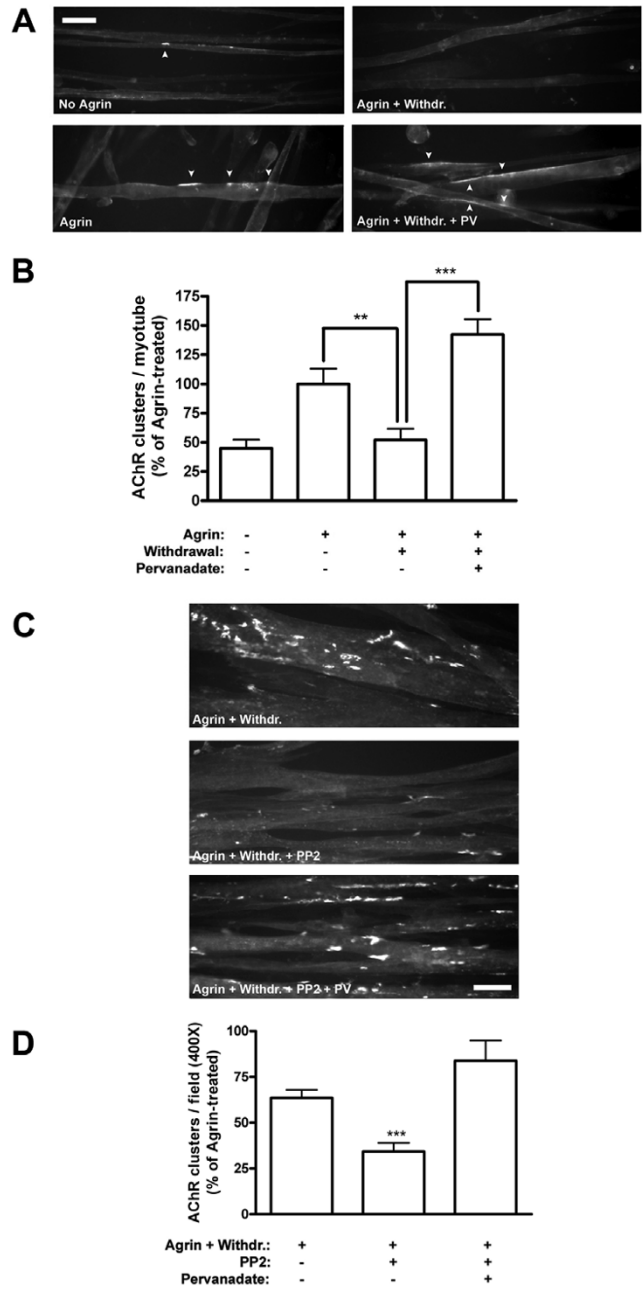 A
No Agrin
Agrin + Withdr.
Agrin
Agrin + Withdr. + PV
B
AChR clusters / myotube
(% of Agrin-treated)
175
150
125
100
75
50
25
0
**
***
Agrin: - + + +
Withdrawal: - - + +
Pervanadate: - - - +
C
Agrin + Withdr.
Agrin + Withdr. + PP2
Agrin + Withdr. + PP2 + PV
D
AChR clusters / field (400X)
(% of Agrin-treated)
100
75
50
25
0
***
Agrin + Withdr.: + + +
PP2: - + +
Pervanadate: - - +